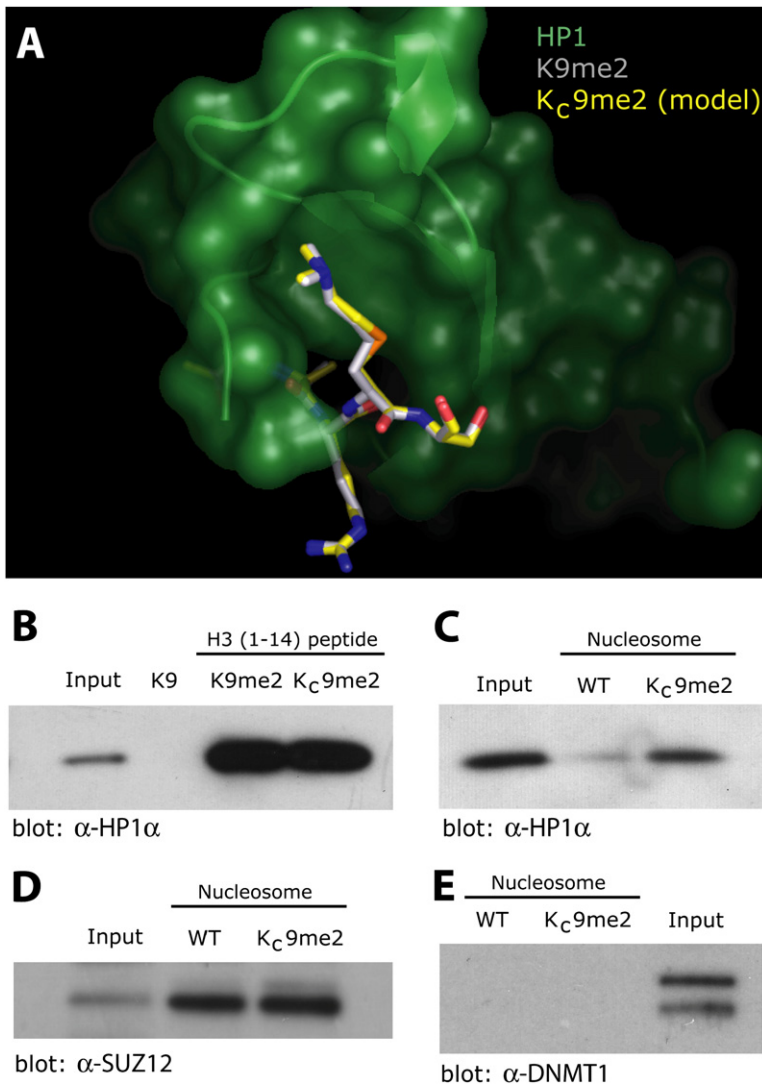 A
HP1
K9me2
KC9me2 (model)
B
H3 (1-14) peptide
Input K9 K9me2 KC9me2
blot: α-HP1α
C
Nucleosome
Input WT KC9me2
blot: α-HP1α
D
Nucleosome
Input WT KC9me2
blot: α-SUZ12
E
Nucleosome
WT KC9me2 Input
blot: α-DNMT1